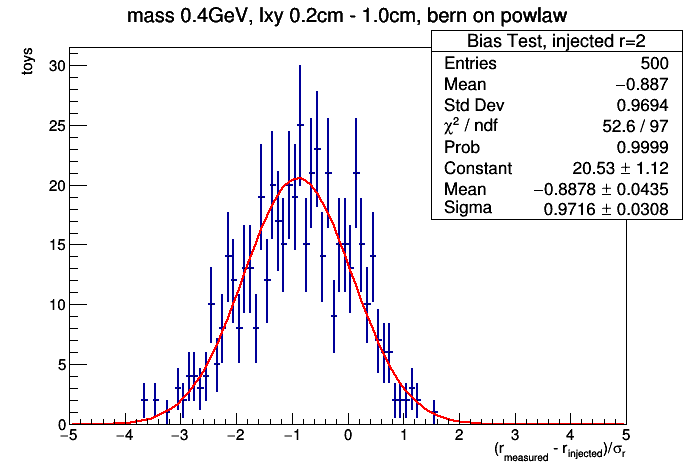 mass 0.4GeV, lxy 0.2cm - 1.0cm, bern on powlaw
Bias Test, injected r=2
Entries 500
Mean −0.887
Std Dev 0.9694
χ² / ndf 52.6 / 97
Prob 0.9999
Constant 20.53 ± 1.12
Mean −0.8878 ± 0.0435
Sigma 0.9716 ± 0.0308
toys
30
25
20
15
10
5
0
−5 −4 −3 −2 −1 0 1 2 3 4 5
(r_measured - r_injected)/σ_r